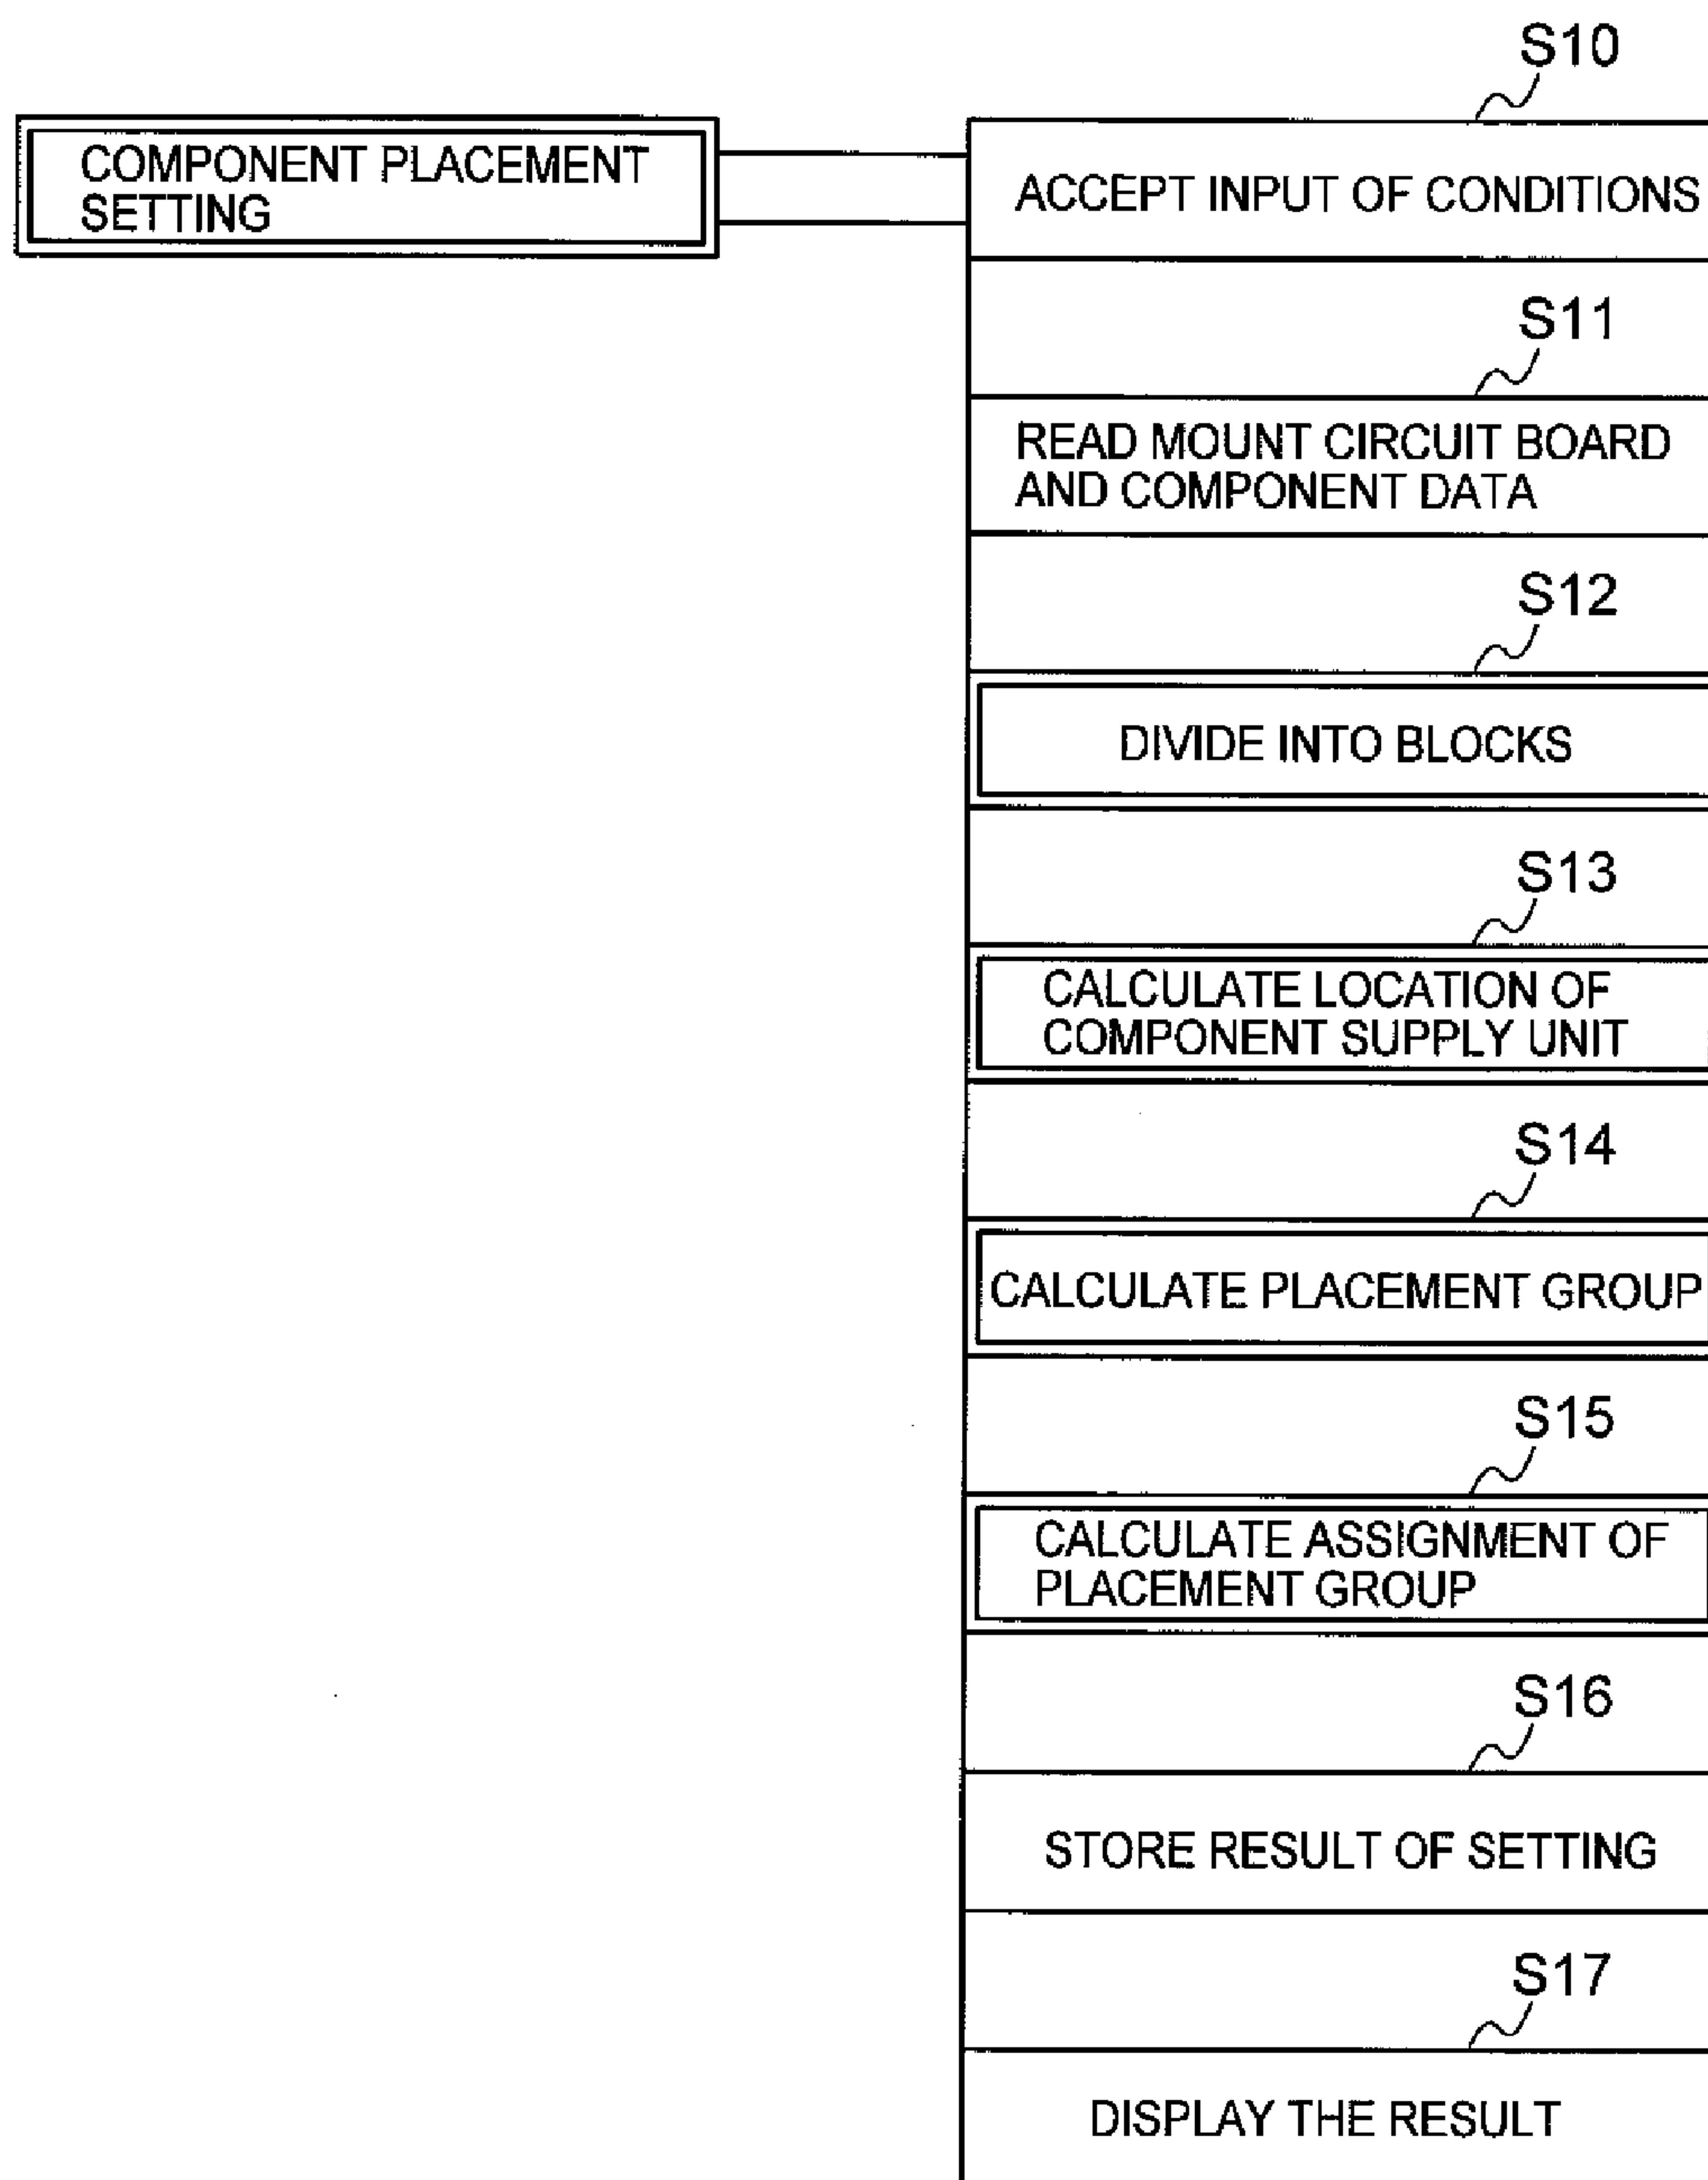 S10
COMPONENT PLACEMENT
SETTING
ACCEPT INPUT OF CONDITIONS
S11
READ MOUNT CIRCUIT BOARD
AND COMPONENT DATA
S12
DIVIDE INTO BLOCKS
S13
CALCULATE LOCATION OF
COMPONENT SUPPLY UNIT
S14
CALCULATE PLACEMENT GROUP
S15
CALCULATE ASSIGNMENT OF
PLACEMENT GROUP
S16
STORE RESULT OF SETTING
S17
DISPLAY THE RESULT